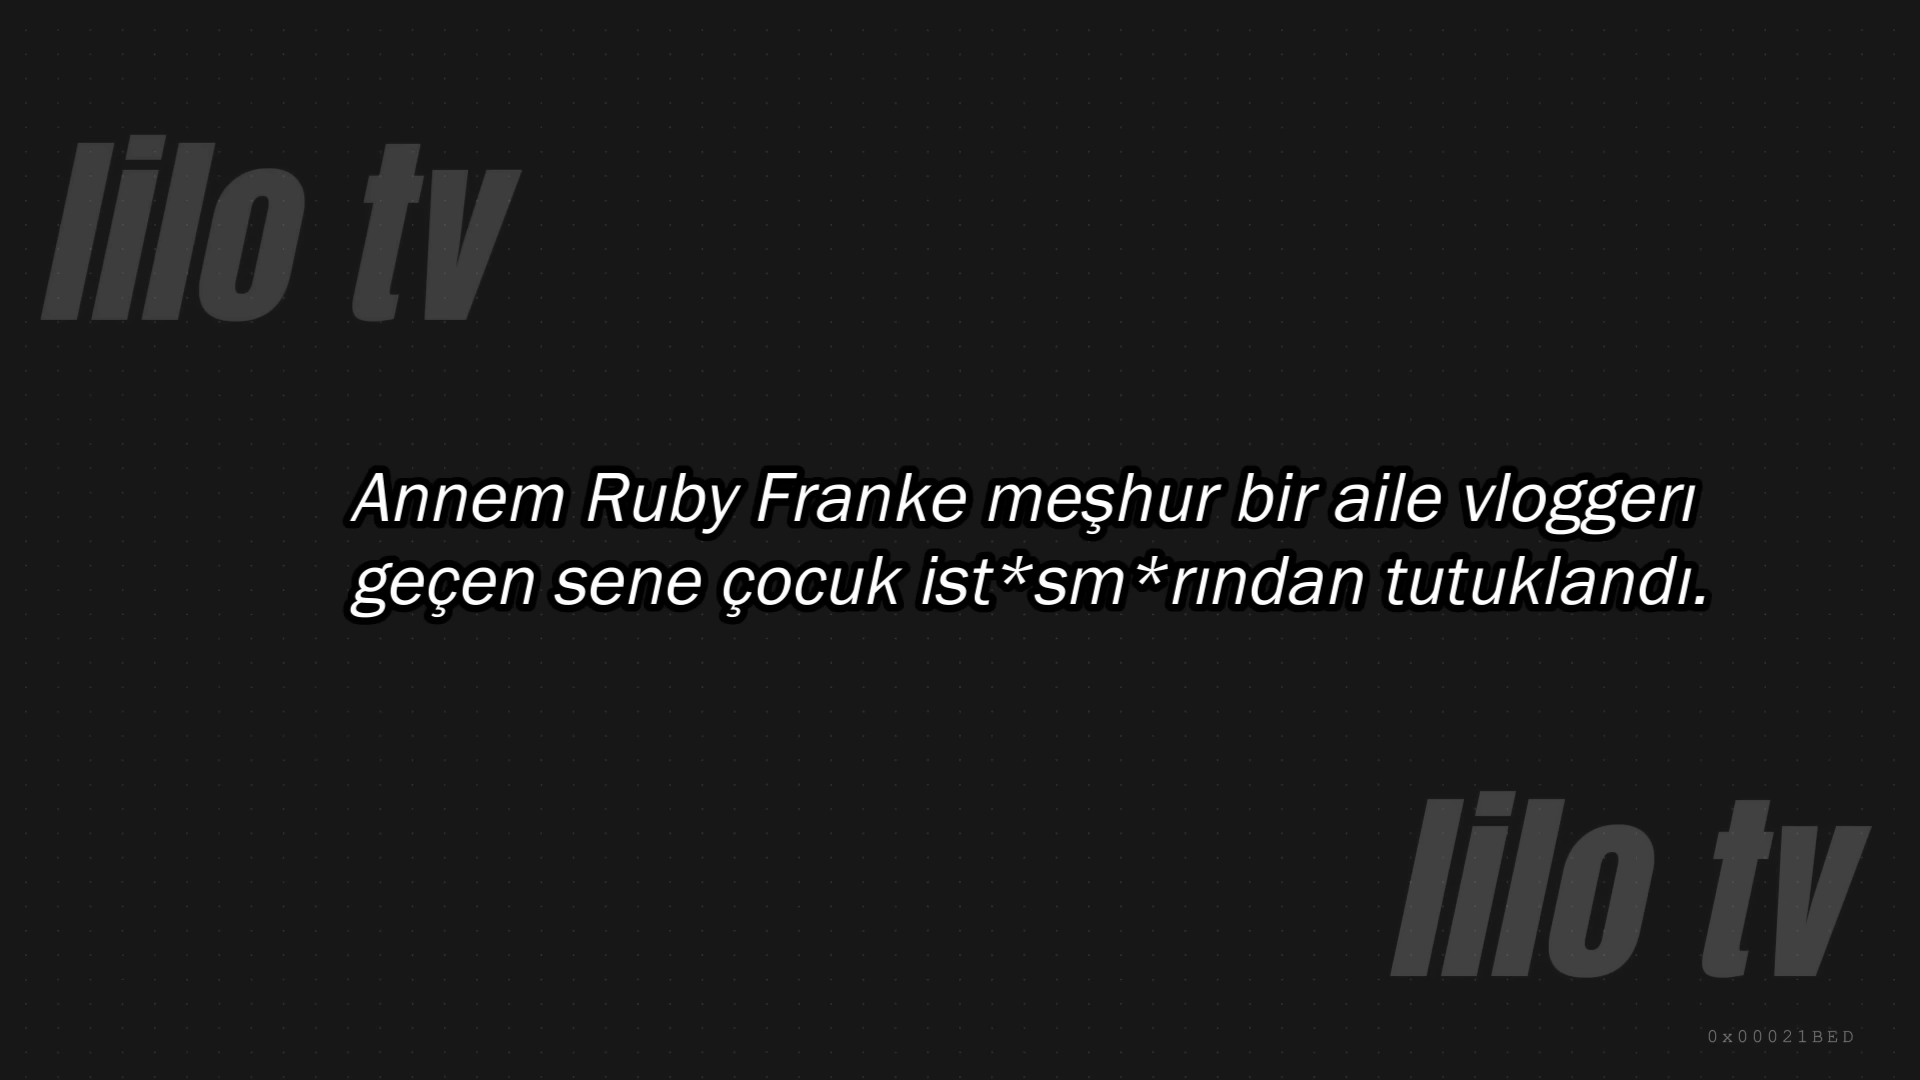 lilo tv
Annem Ruby Franke meşhur bir aile vloggerı
geçen sene çocuk ist*sm*rından tutuklandı.
lilo tv
0x00021BED